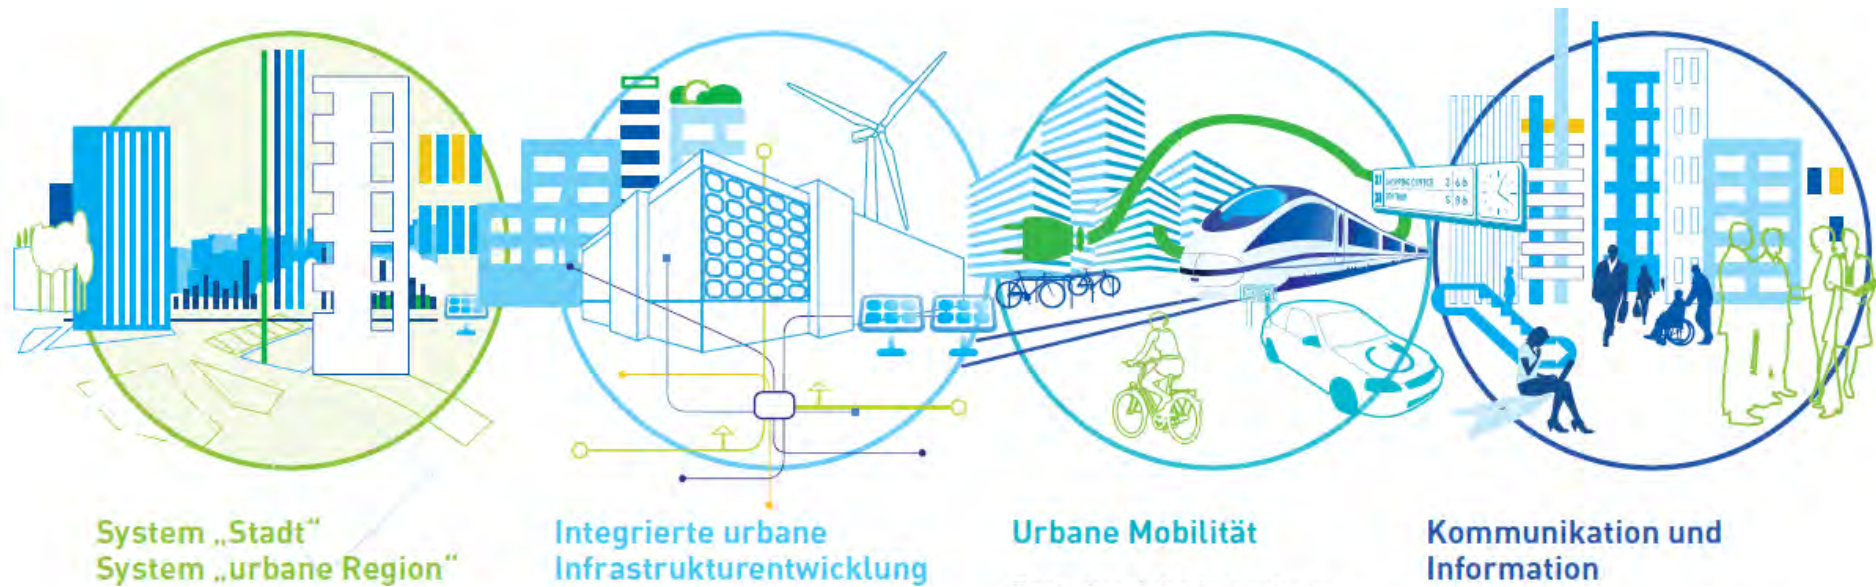 System „Stadt“
System „urbane Region“
Integrierte urbane
Infrastrukturentwicklung
Urbane Mobilität
Kommunikation und
Information